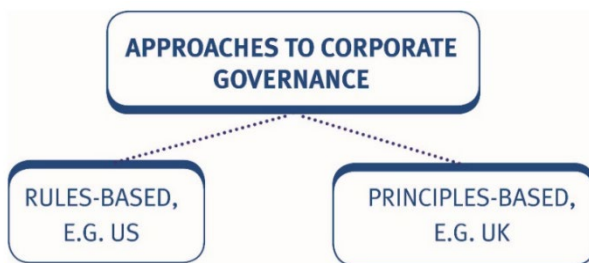 APPROACHES TO CORPORATE
GOVERNANCE
RULES-BASED,
E.G. US
PRINCIPLES-BASED,
E.G. UK